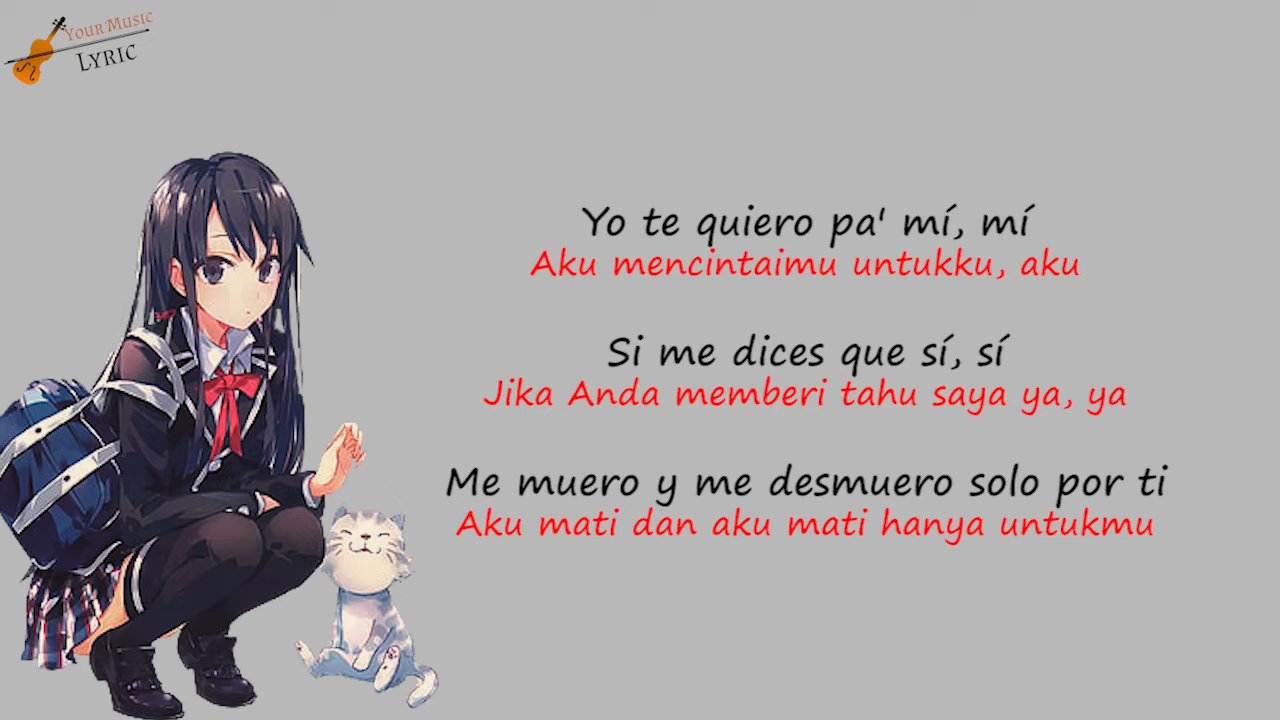 Your Music
Lyric
Yo te quiero pa' mí, mí
Aku mencintaimu untukku, aku
Si me dices que sí, sí
Jika Anda memberi tahu saya ya, ya
Me muero y me desmuero solo por ti
Aku mati dan aku mati hanya untukmu